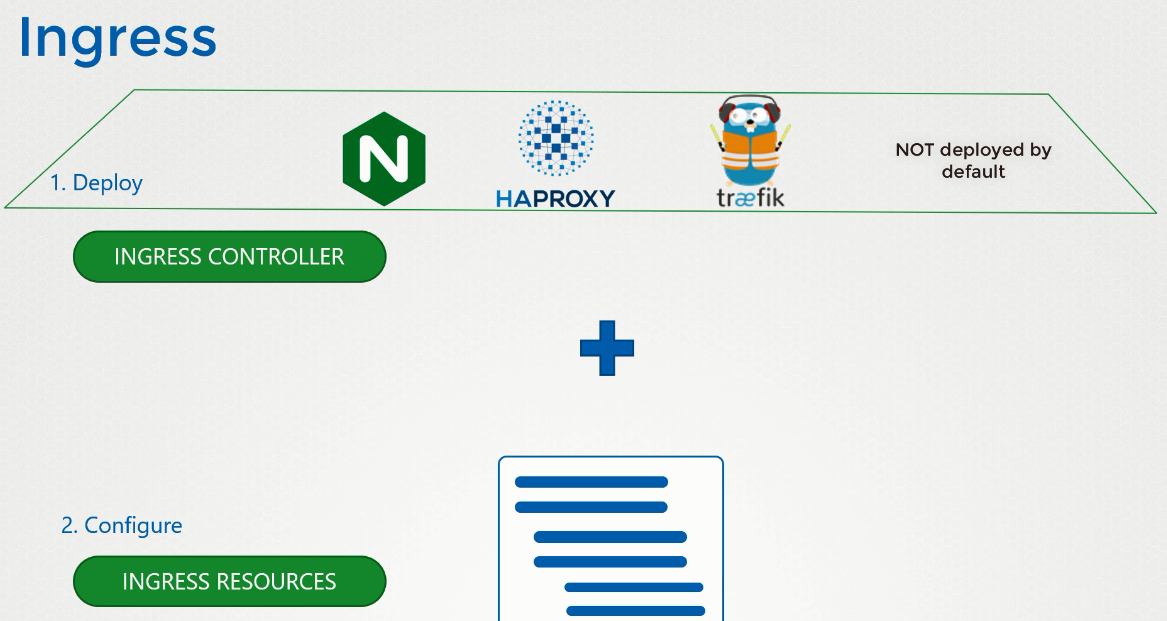 Ingress
1. Deploy
N
HAPROXY
træfik
NOT deployed by
default
INGRESS CONTROLLER
2. Configure
INGRESS RESOURCES